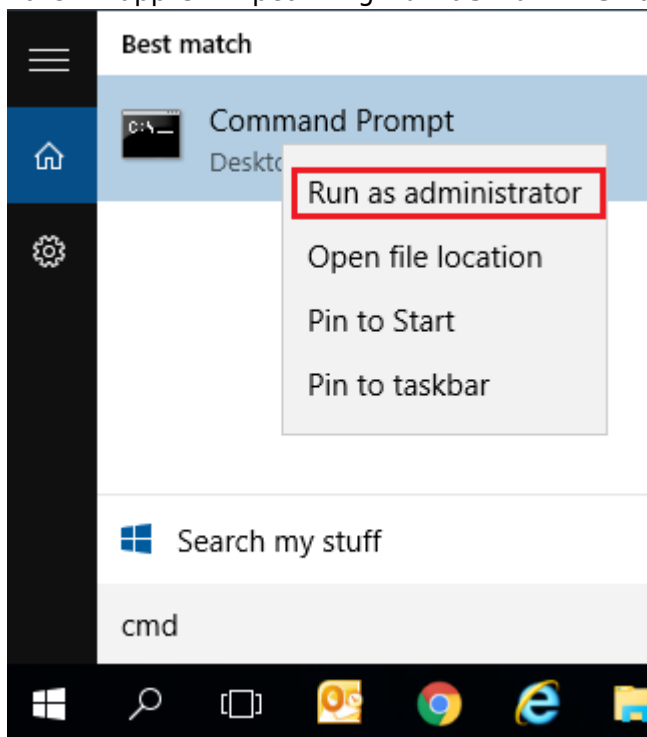 Best match
C:\_
Command Prompt
Deskto
Run as administrator
Open file location
Pin to Start
Pin to taskbar
Search my stuff
cmd